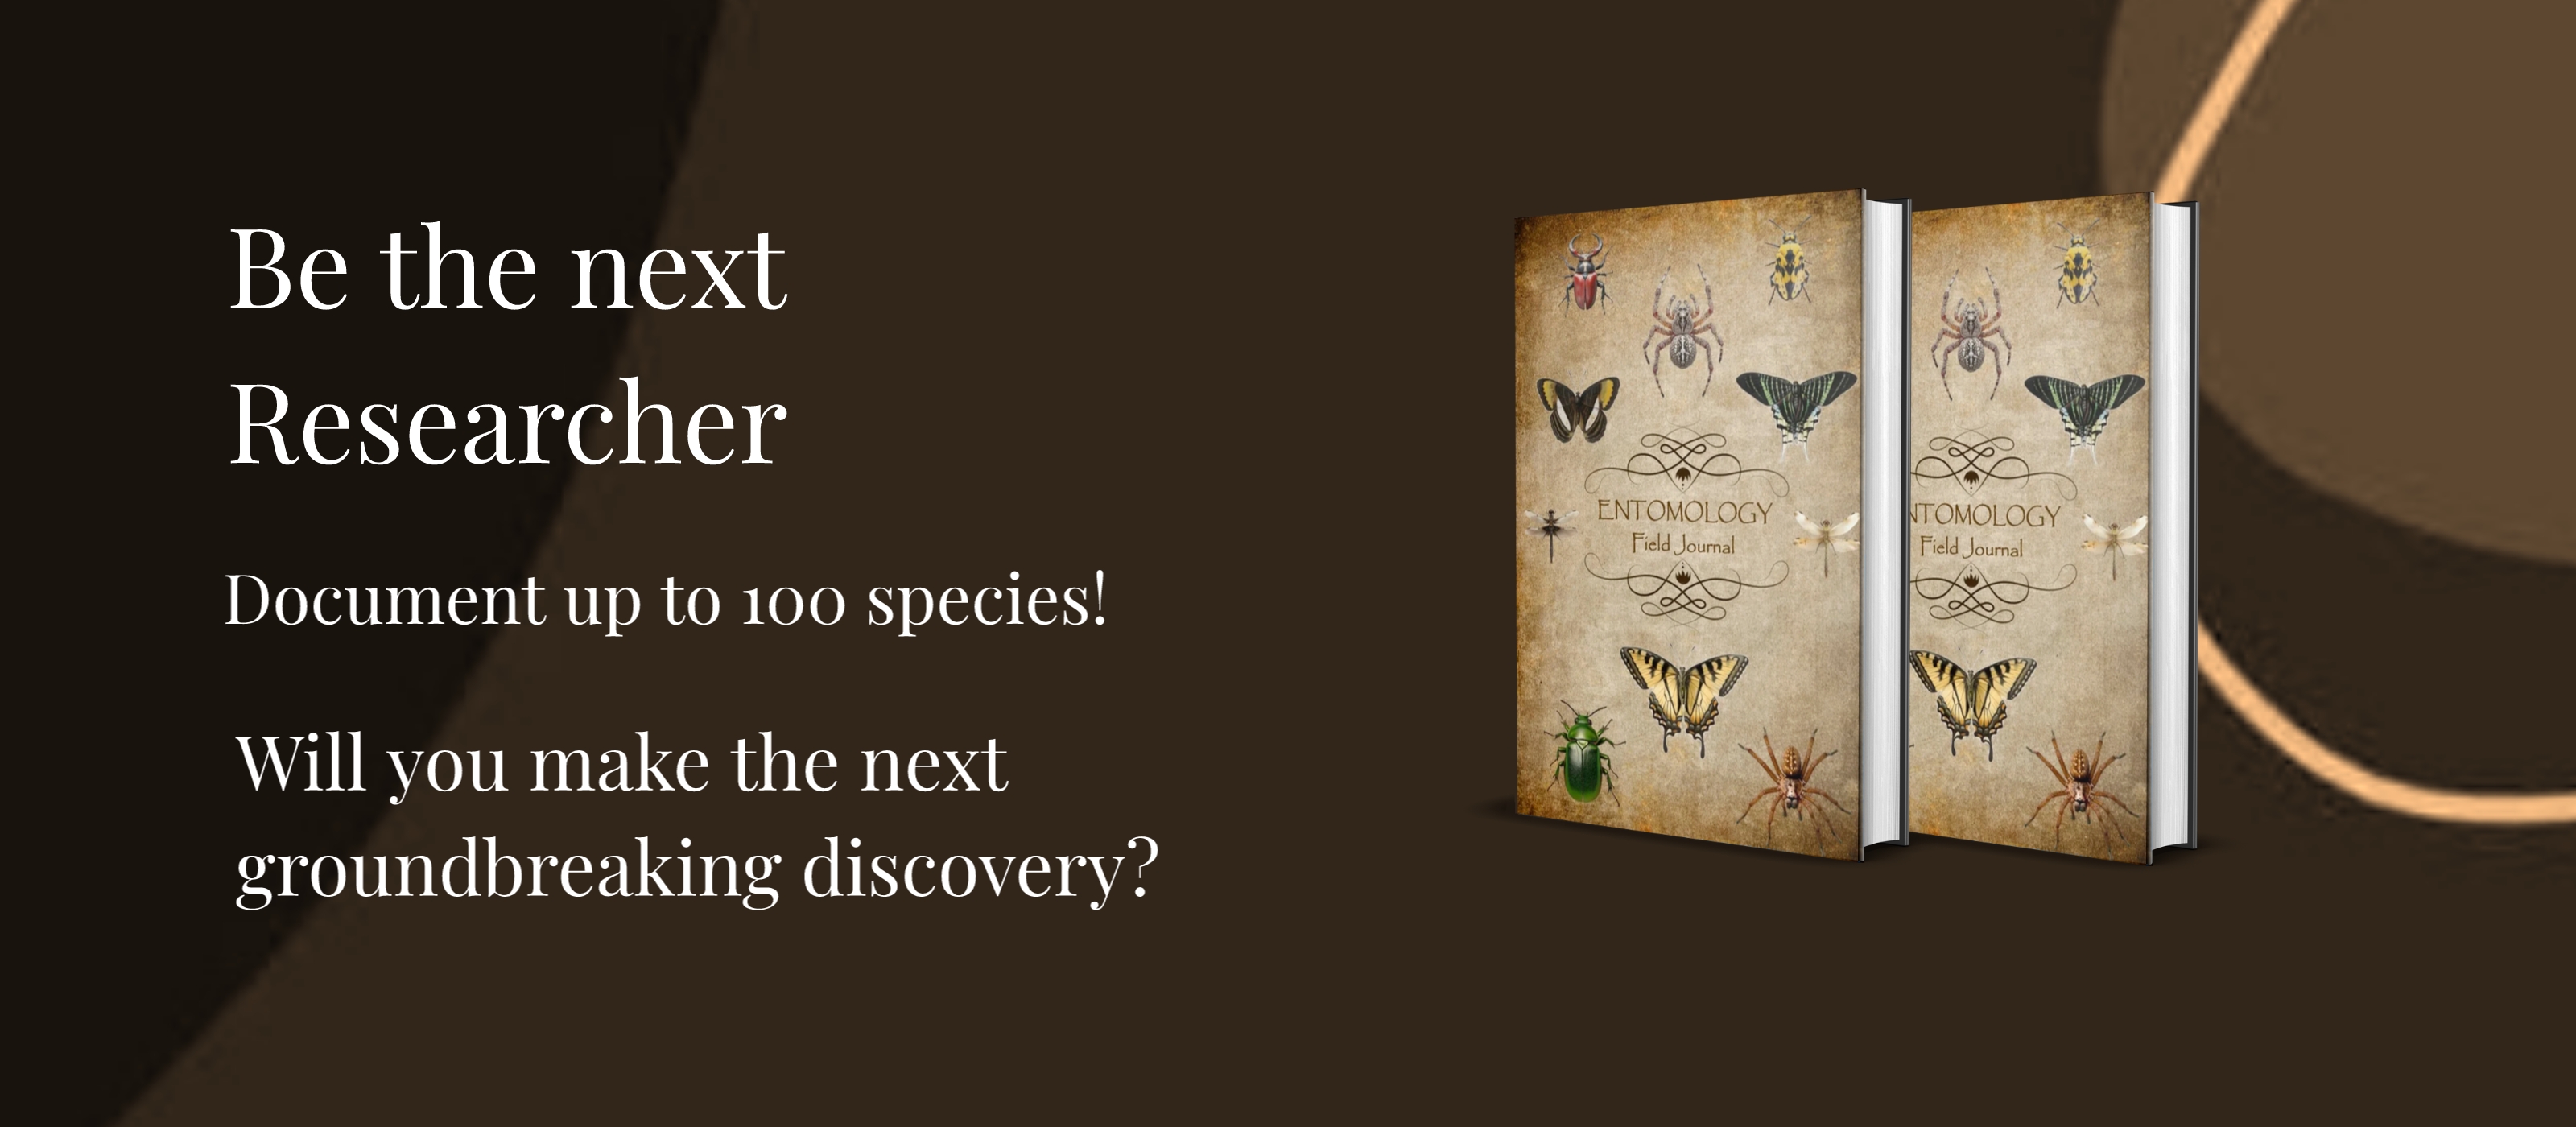 Be the next
Researcher
Document up to 100 species!
Will you make the next
groundbreaking discovery?
ENTOMOLOGY
Field Journal
NTOMOLOGY
Field Journal